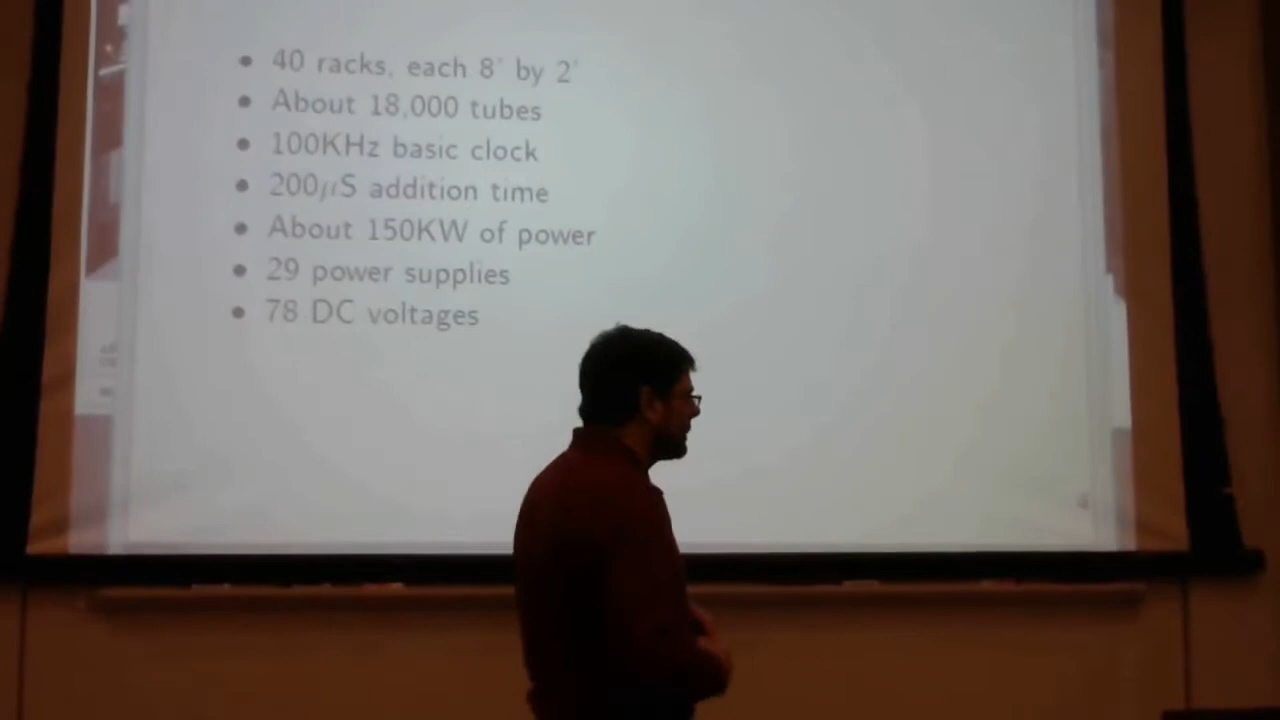 • 40 racks, each 8' by 2'
• About 18,000 tubes
• 100KHz basic clock
• 200μS addition time
• About 150KW of power
• 29 power supplies
• 78 DC voltages